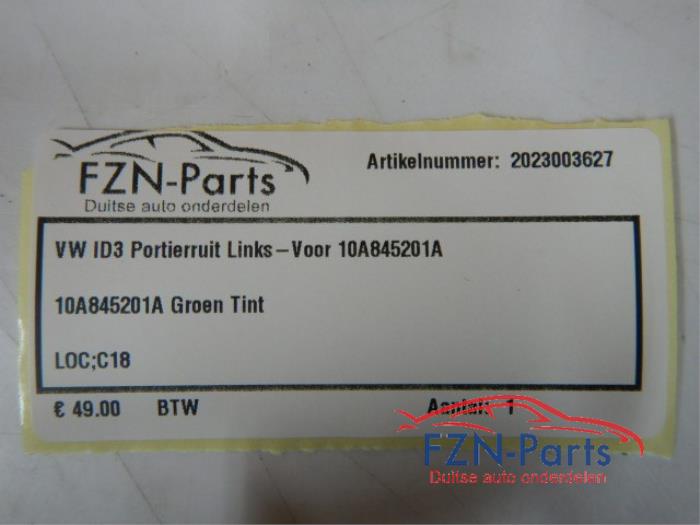 FZN-Parts
Duitse auto onderdelen
Artikelnummer: 2023003627
VW ID3 Portierruit Links-Voor 10A845201A
10A845201A Groen Tint
LOC;C18
€ 49.00 BTW Aantal: 1
FZN-Parts
Duitse auto onderdelen